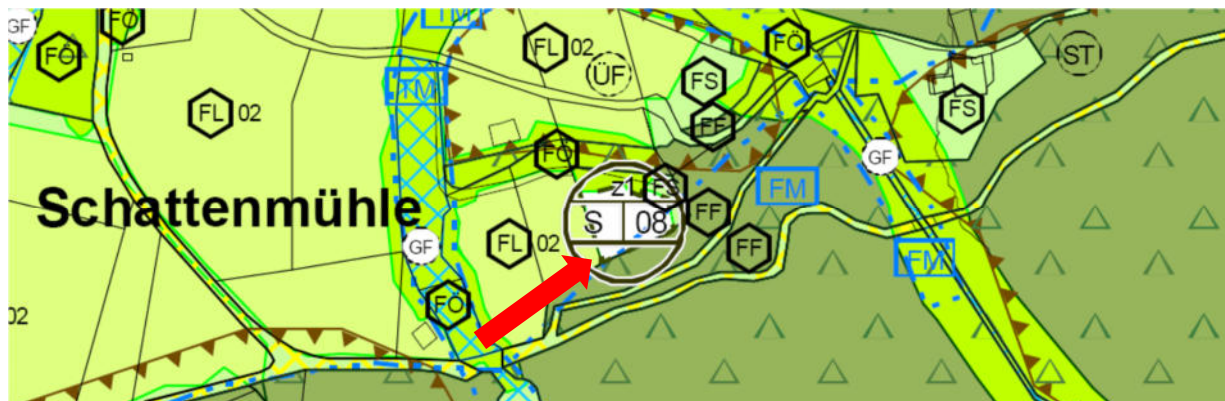 GF
FÖ
FÖ
TM
FL 02
FÖ
ST
ÜF
FS
TM
FS
FL 02
FF
FÖ
GF
z1
FS
FM
Schattenmühle
S 08
FF
GF
FL 02
FF
FM
FÖ
02